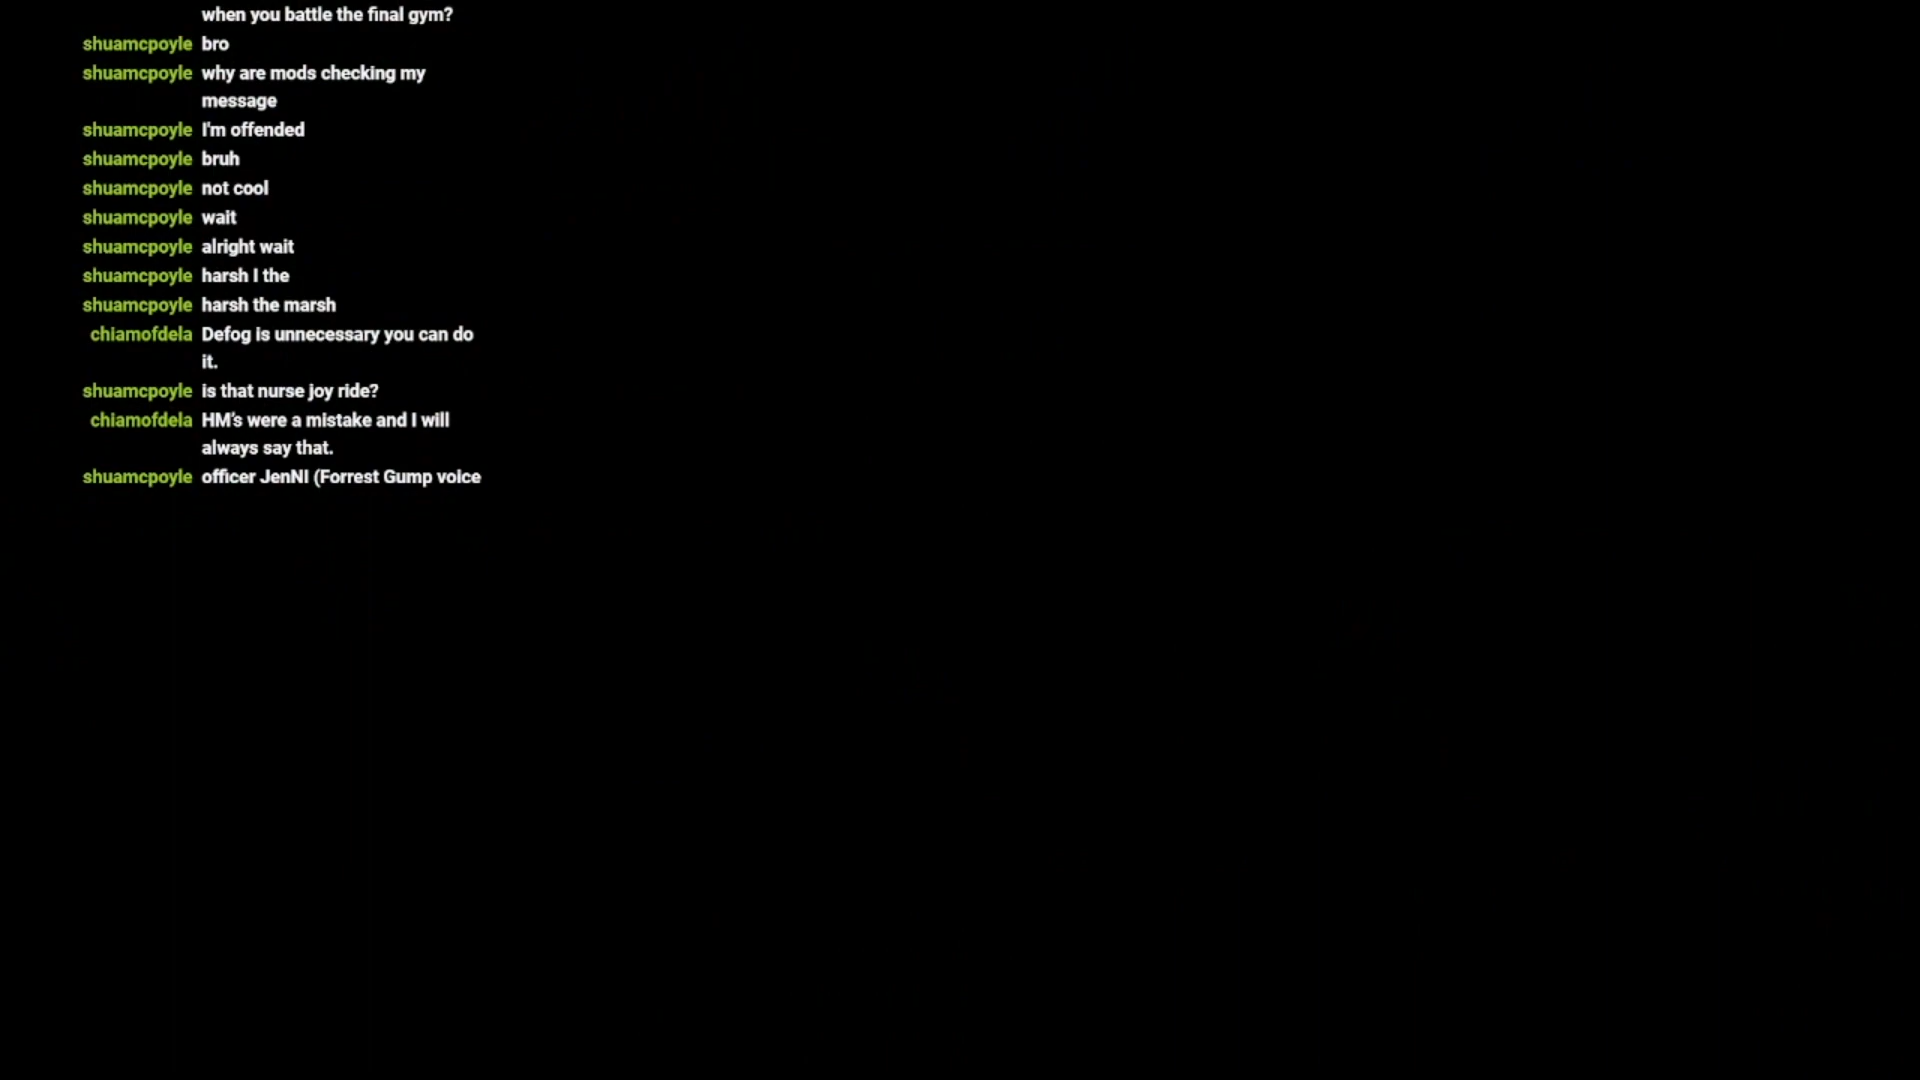 when you battle the final gym?
shuamcpoyle bro
shuamcpoyle why are mods checking my
message
shuamcpoyle I'm offended
shuamcpoyle bruh
shuamcpoyle not cool
shuamcpoyle wait
shuamcpoyle alright wait
shuamcpoyle harsh I the
shuamcpoyle harsh the marsh
chiamofdela Defog is unnecessary you can do
it.
shuamcpoyle is that nurse joy ride?
chiamofdela HM's were a mistake and I will
always say that.
shuamcpoyle officer JenNI (Forrest Gump voice